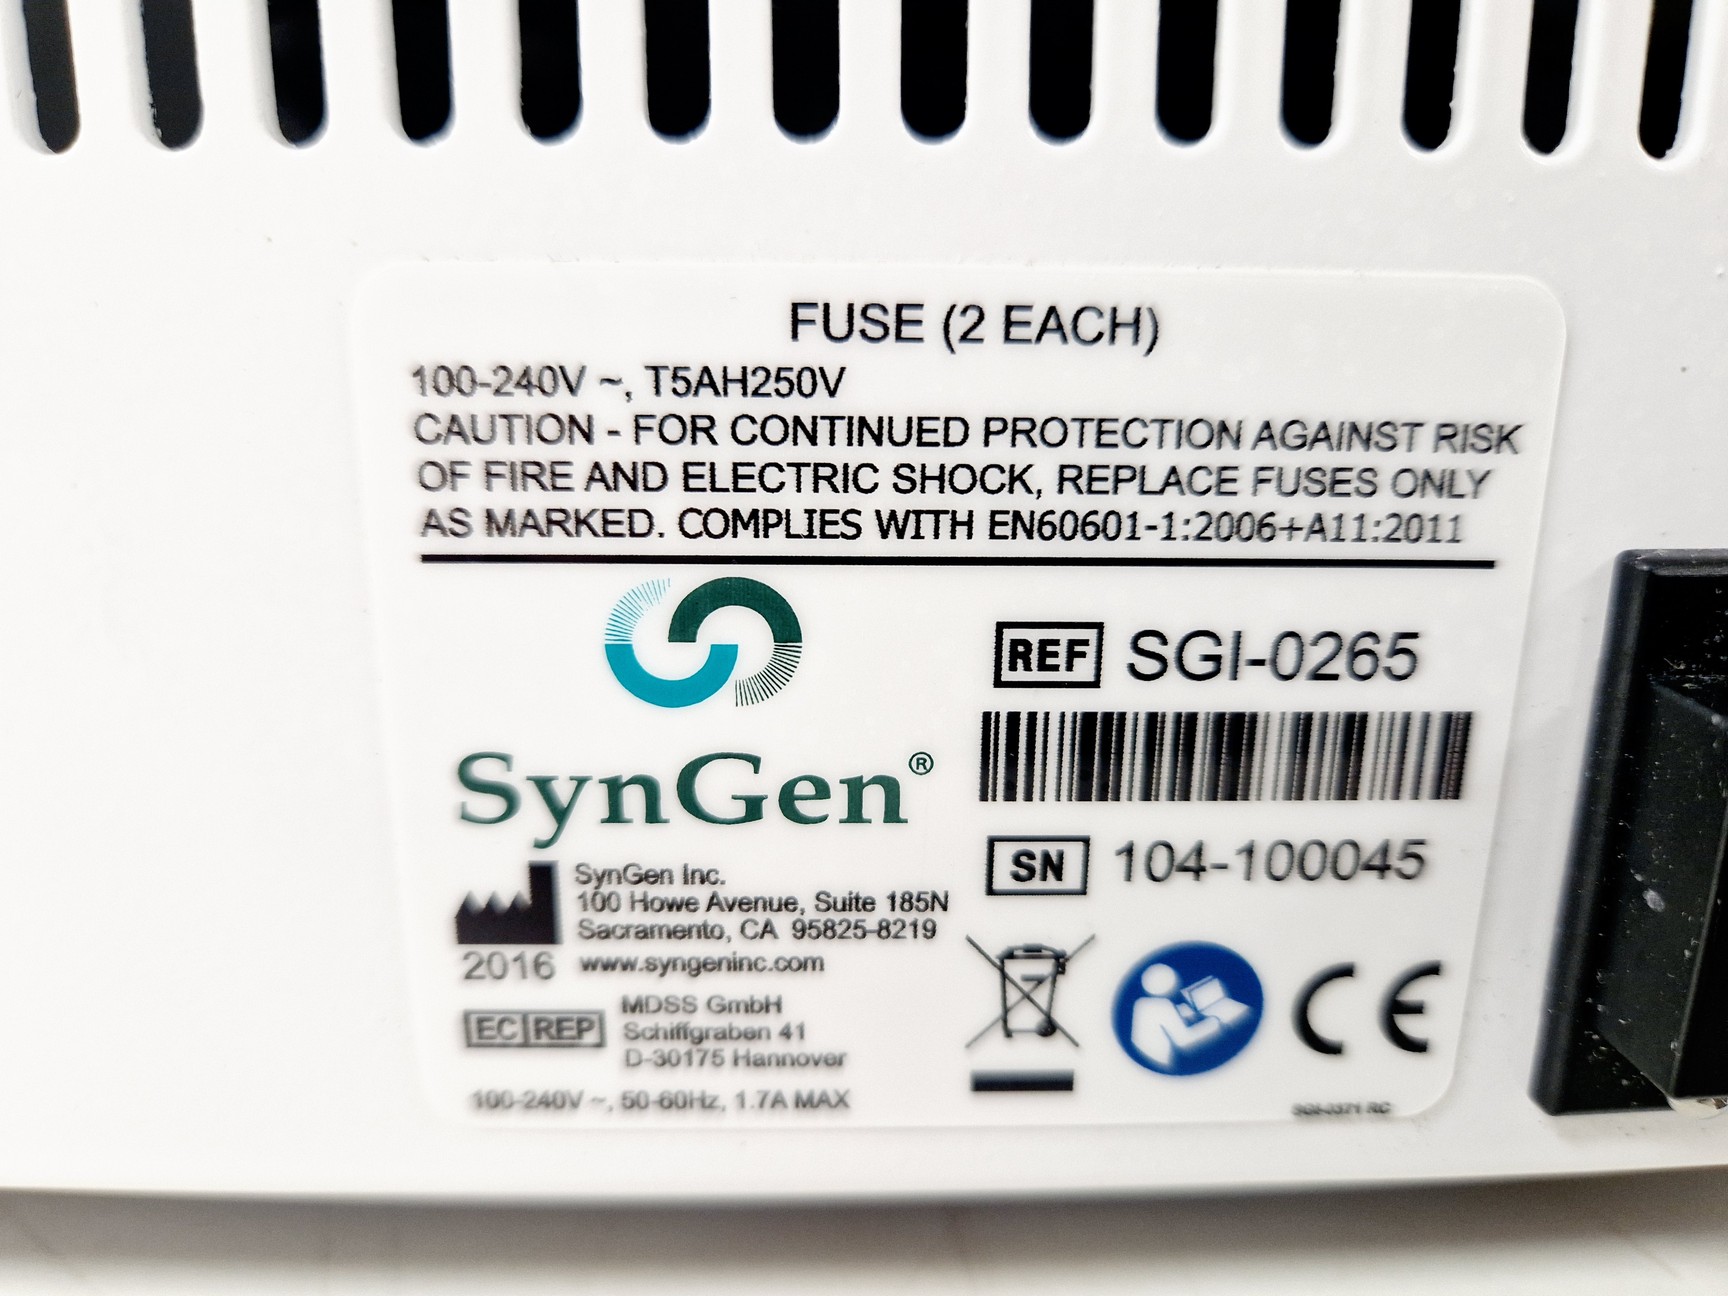 FUSE (2 EACH)
100-240V ~, T5AH250V
CAUTION - FOR CONTINUED PROTECTION AGAINST RISK
OF FIRE AND ELECTRIC SHOCK, REPLACE FUSES ONLY
AS MARKED. COMPLIES WITH EN60601-1:2006+A11:2011
SynGen®
REF SGI-0265
SN 104-100045
SynGen Inc.
100 Howe Avenue, Suite 185N
Sacramento, CA 95825-8219
2016 www.syngeninc.com
EC REP MDSS GmbH
Schiffgraben 41
D-30175 Hannover
CE
100-240V ~, 50-60Hz, 1.7A MAX